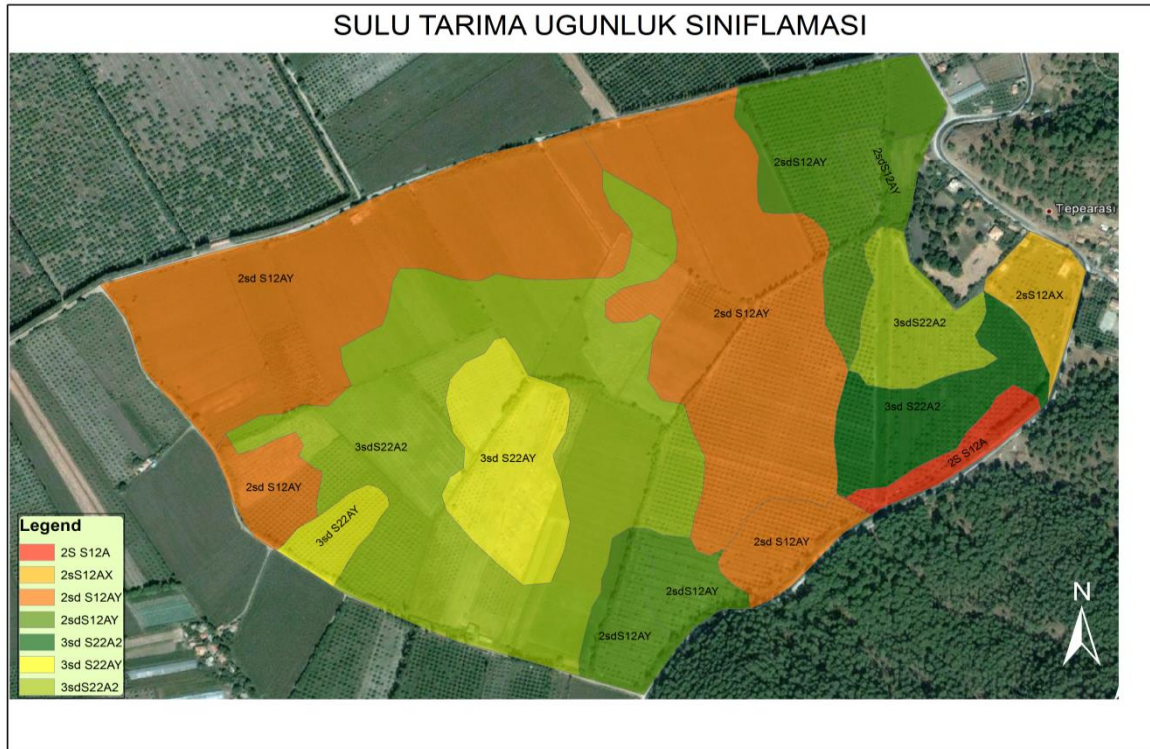 SULU TARIMA UGUNLUK SINIFLAMASI
2sdS12AY
2sdS12AY
Tepearasi
2sd S12AY
2sS12AX
2sd S12AY
3sdS22A2
3sd S22A2
3sdS22A2
3sd S22AY
2S S12A
2sd S12AY
3sd S22AY
2sd S12AY
2sdS12AY
2sdS12AY
N
Legend
2S S12A
2sS12AX
2sd S12AY
2sdS12AY
3sd S22A2
3sd S22AY
3sdS22A2